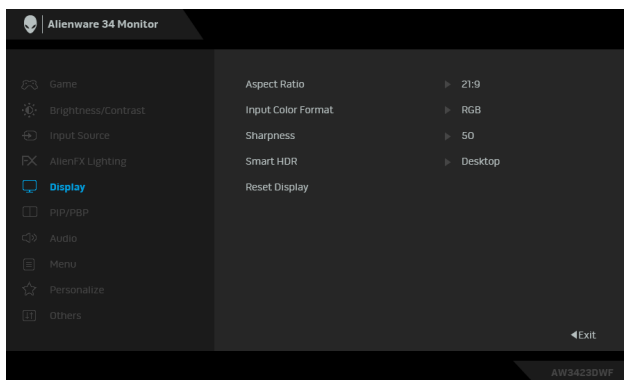 Alienware 34 Monitor
Game
Brightness/Contrast
Input Source
AlienFX Lighting
Display
PIP/PBP
Audio
Menu
Personalize
Others
Aspect Ratio 21:9
Input Color Format RGB
Sharpness 50
Smart HDR Desktop
Reset Display
Exit
AW3423DWF